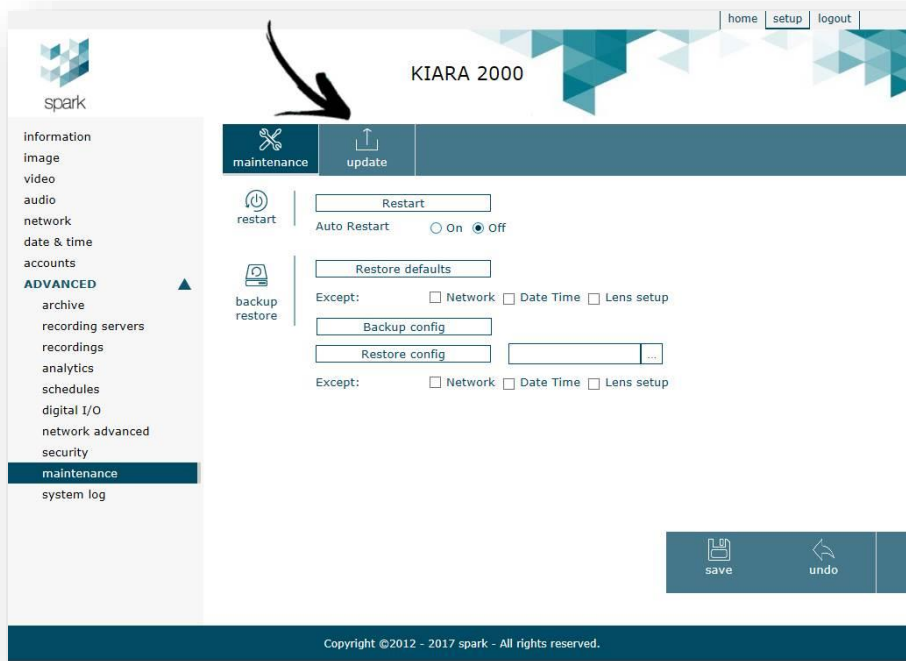 home setup logout
spark
KIARA 2000
information
image
video
audio
network
date & time
accounts
ADVANCED
archive
recording servers
recordings
analytics
schedules
digital I/O
network advanced
security
maintenance
system log
maintenance update
restart
Restart
Auto Restart On Off
backup
restore
Restore defaults
Except: Network Date Time Lens setup
Backup config
Restore config ...
Except: Network Date Time Lens setup
save undo
Copyright ©2012 - 2017 spark - All rights reserved.